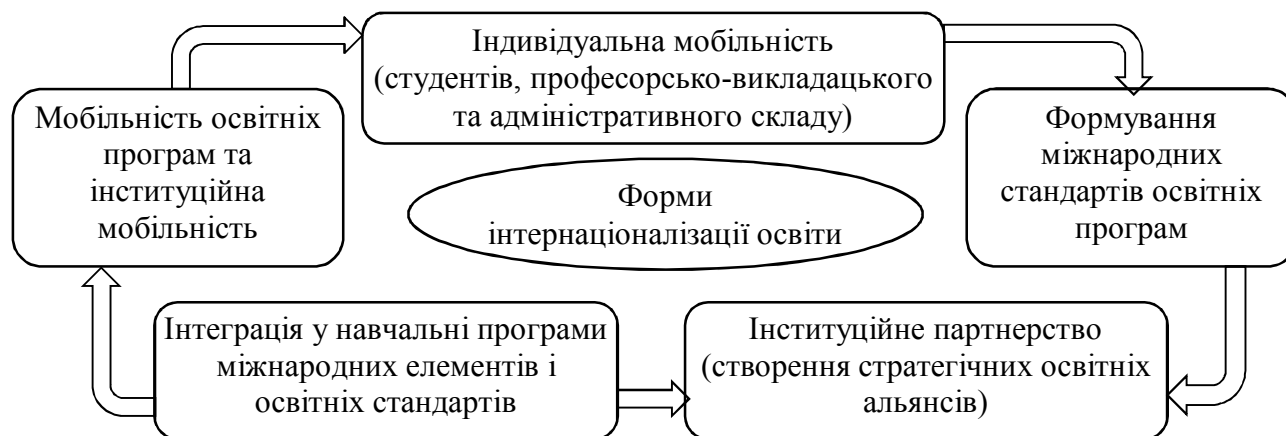 Індивідуальна мобільність
(студентів, професорсько-викладацького
та адміністративного складу)
Мобільність освітніх
програм та
інституційна
мобільність
Формування
міжнародних
стандартів освітніх
програм
Форми
інтернаціоналізації освіти
Інтеграція у навчальні програми
міжнародних елементів і
освітніх стандартів
Інституційне партнерство
(створення стратегічних освітніх
альянсів)